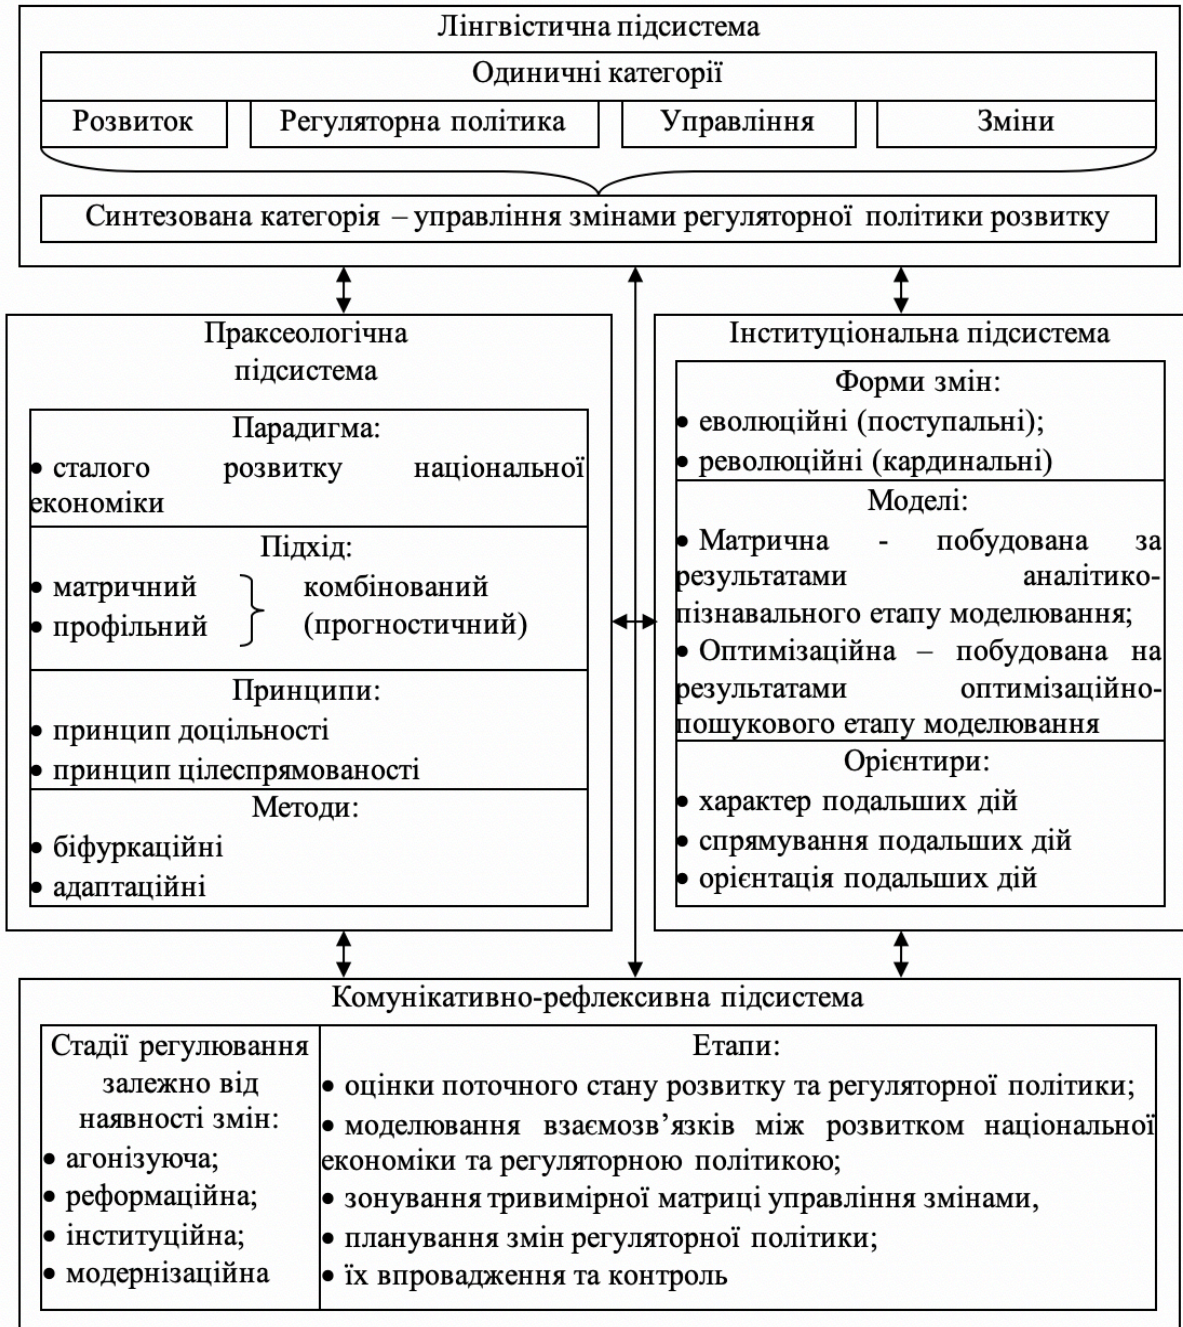 Лінгвістична підсистема
Одиничні категорії
Розвиток
Регуляторна політика
Управління
Зміни
Синтезована категорія – управління змінами регуляторної політики розвитку
Праксеологічна
підсистема
Парадигма:
• сталого розвитку національної
економіки
Підхід:
• матричний
• профільний
комбінований
(прогностичний)
Принципи:
• принцип доцільності
• принцип цілеспрямованості
Методи:
• біфуркаційні
• адаптаційні
Інституціональна підсистема
Форми змін:
• еволюційні (поступальні);
• революційні (кардинальні)
Моделі:
• Матрична - побудована за
результатами аналітико-
пізнавального етапу моделювання;
• Оптимізаційна – побудована на
результатами оптимізаційно-
пошукового етапу моделювання
Орієнтири:
• характер подальших дій
• спрямування подальших дій
• орієнтація подальших дій
Комунікативно-рефлексивна підсистема
Стадії регулювання
залежно від
наявності змін:
• агонізуюча;
• реформаційна;
• інституційна;
• модернізаційна
Етапи:
• оцінки поточного стану розвитку та регуляторної політики;
• моделювання взаємозв’язків між розвитком національної
економіки та регуляторною політикою;
• зонування тривимірної матриці управління змінами,
• планування змін регуляторної політики;
• їх впровадження та контроль